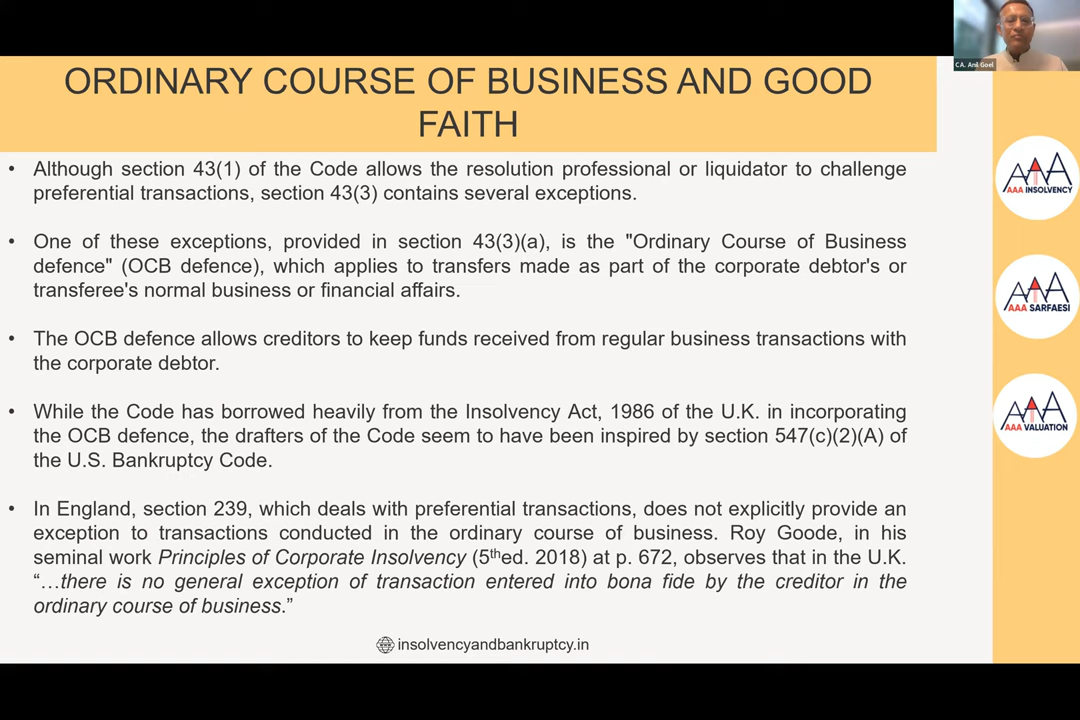 C.A. Anil Goel
ORDINARY COURSE OF BUSINESS AND GOOD
FAITH
• Although section 43(1) of the Code allows the resolution professional or liquidator to challenge
preferential transactions, section 43(3) contains several exceptions.
• One of these exceptions, provided in section 43(3)(a), is the "Ordinary Course of Business
defence" (OCB defence), which applies to transfers made as part of the corporate debtor's or
transferee's normal business or financial affairs.
• The OCB defence allows creditors to keep funds received from regular business transactions with
the corporate debtor.
• While the Code has borrowed heavily from the Insolvency Act, 1986 of the U.K. in incorporating
the OCB defence, the drafters of the Code seem to have been inspired by section 547(c)(2)(A) of
the U.S. Bankruptcy Code.
• In England, section 239, which deals with preferential transactions, does not explicitly provide an
exception to transactions conducted in the ordinary course of business. Roy Goode, in his
seminal work Principles of Corporate Insolvency (5thed. 2018) at p. 672, observes that in the U.K.
“…there is no general exception of transaction entered into bona fide by the creditor in the
ordinary course of business.”
insolvencyandbankruptcy.in
AAA
AAA INSOLVENCY
AAA
AAA SARFAESI
AAA
AAA VALUATION